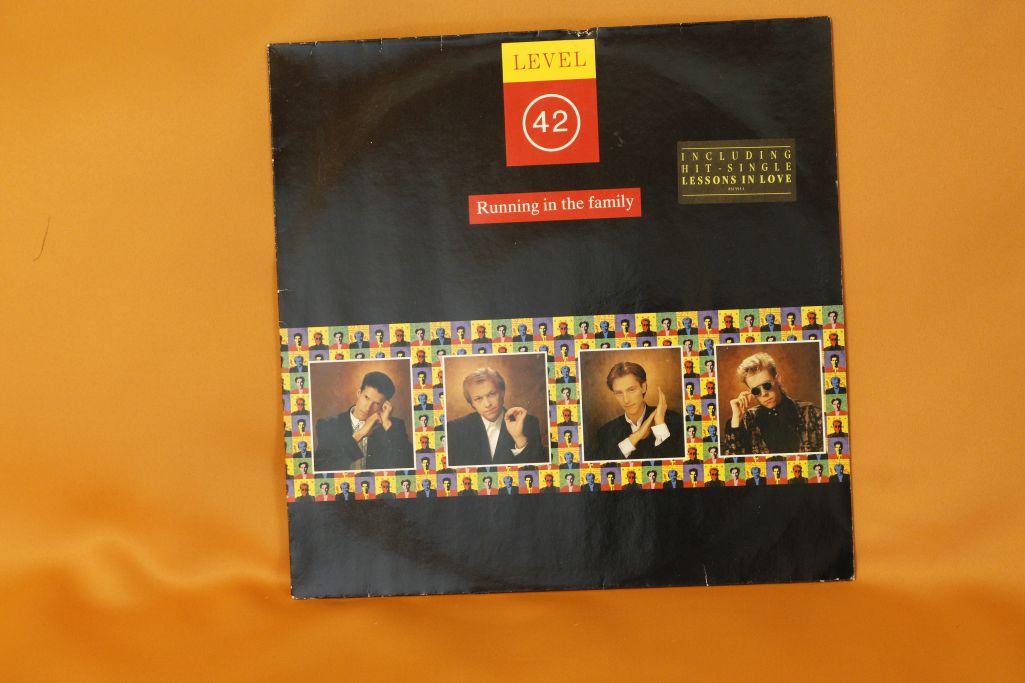 LEVEL
42
Running in the family
INCLUDING
HIT-SINGLE
LESSONS IN LOVE